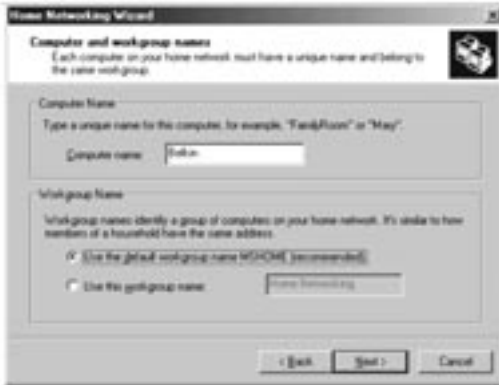 Home Networking Wizard
Computer and workgroup names
Each computer on your home network must have a unique name and belong to
the same workgroup.
Computer Name
Type a unique name for this computer, for example, "FamilyRoom" or "Mary".
Computer name:
Belkin
Workgroup Name
Workgroup names identify a group of computers on your home network. It's similar to how
members of a household have the same address.
Use the default workgroup name MSHOME [recommended]
Use this workgroup name:
Home Networking
< Back
Next >
Cancel